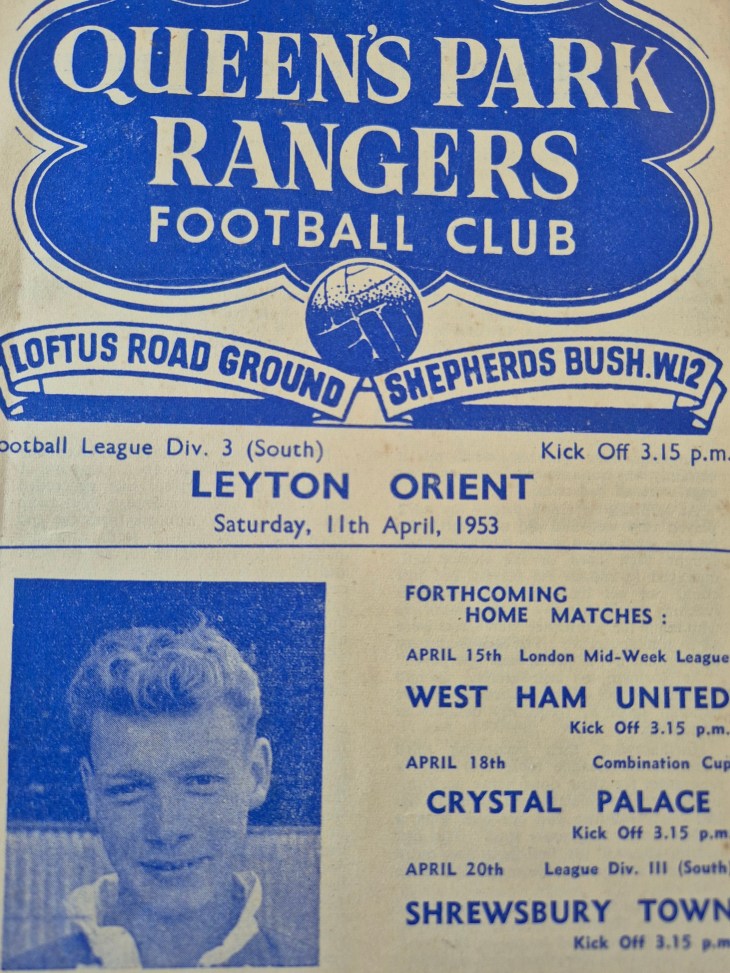 QUEEN'S PARK
RANGERS
FOOTBALL CLUB
LOFTUS ROAD GROUND
SHEPHERDS BUSH. W.12
ootball League Div. 3 (South)
Kick Off 3.15 p.m.
LEYTON ORIENT
Saturday, 11th April, 1953
FORTHCOMING
HOME MATCHES :
APRIL 15th London Mid-Week League
WEST HAM UNITED
Kick Off 3.15 p.m.
APRIL 18th Combination Cup
CRYSTAL PALACE
Kick Off 3.15 p.m
APRIL 20th League Div. III (South)
SHREWSBURY TOWN
Kick Off 3.15 p.m